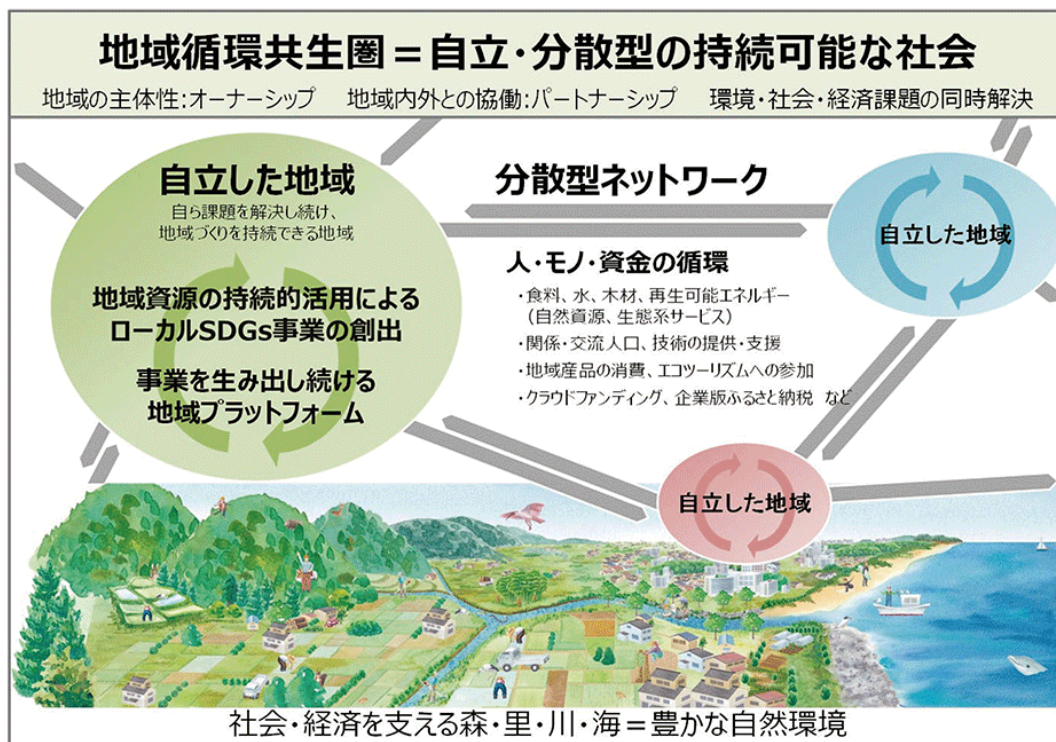 地域循環共生圏＝自立・分散型の持続可能な社会
地域の主体性:オーナーシップ　地域内外との協働:パートナーシップ　環境・社会・経済課題の同時解決
自立した地域
自ら課題を解決し続け、
地域づくりを持続できる地域
地域資源の持続的活用による
ローカルSDGs事業の創出
事業を生み出し続ける
地域プラットフォーム
分散型ネットワーク
人・モノ・資金の循環
・食料、水、木材、再生可能エネルギー
（自然資源、生態系サービス）
・関係・交流人口、技術の提供・支援
・地域産品の消費、エコツーリズムへの参加
・クラウドファンディング、企業版ふるさと納税　など
自立した地域
自立した地域
社会・経済を支える森・里・川・海＝豊かな自然環境